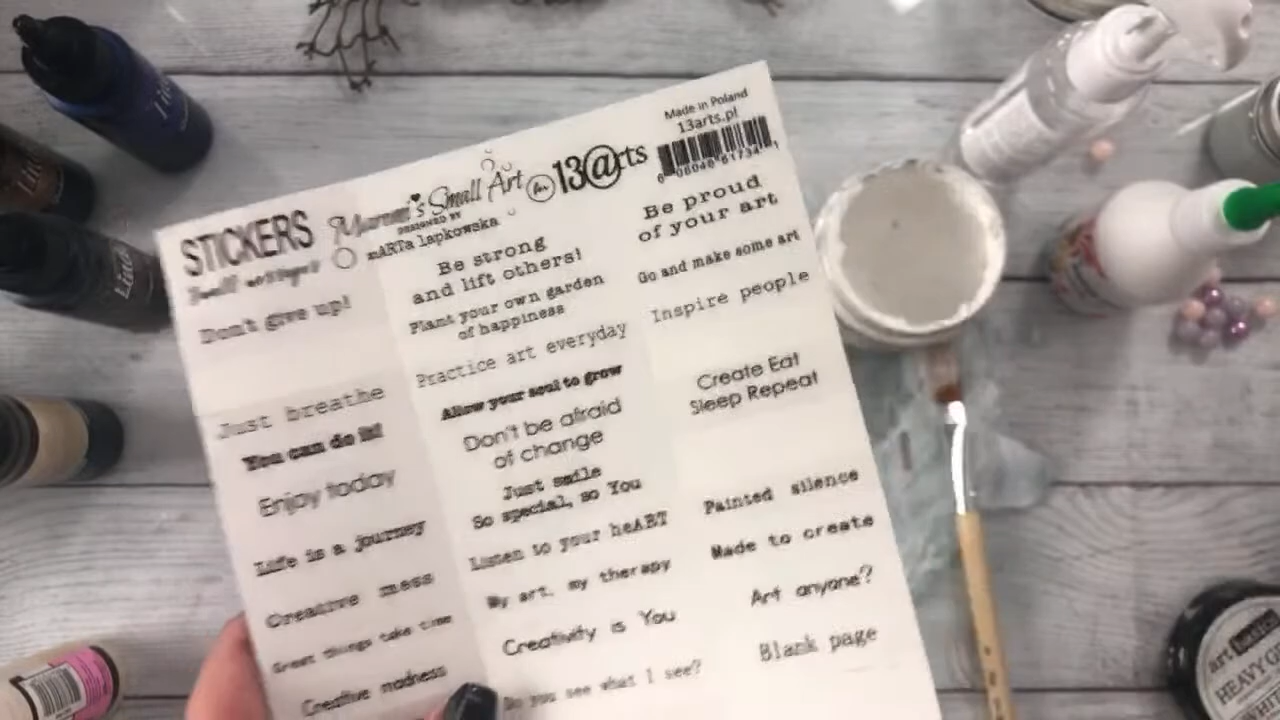 STICKERS
Marumi's Small Art
for 13@rts
DESIGNED BY
mARTa lapkowska
Made in Poland
13arts.pl
Don't give up!
Just breathe
You can do it!
Enjoy today
Life is a journey
Creative mess
Great things take time
Creative madness
Be strong
and lift others!
Plant your own garden
of happiness
Practice art everyday
Allow your soul to grow
Don't be afraid
of change
Just smile
So special, so You
Listen to your heART
My art, my therapy
Creativity is You
Do you see what I see?
Be proud
of your art
Go and make some art
Inspire people
Create Eat
Sleep Repeat
Painted silence
Made to create
Art anyone?
Blank page
art
HEAVY